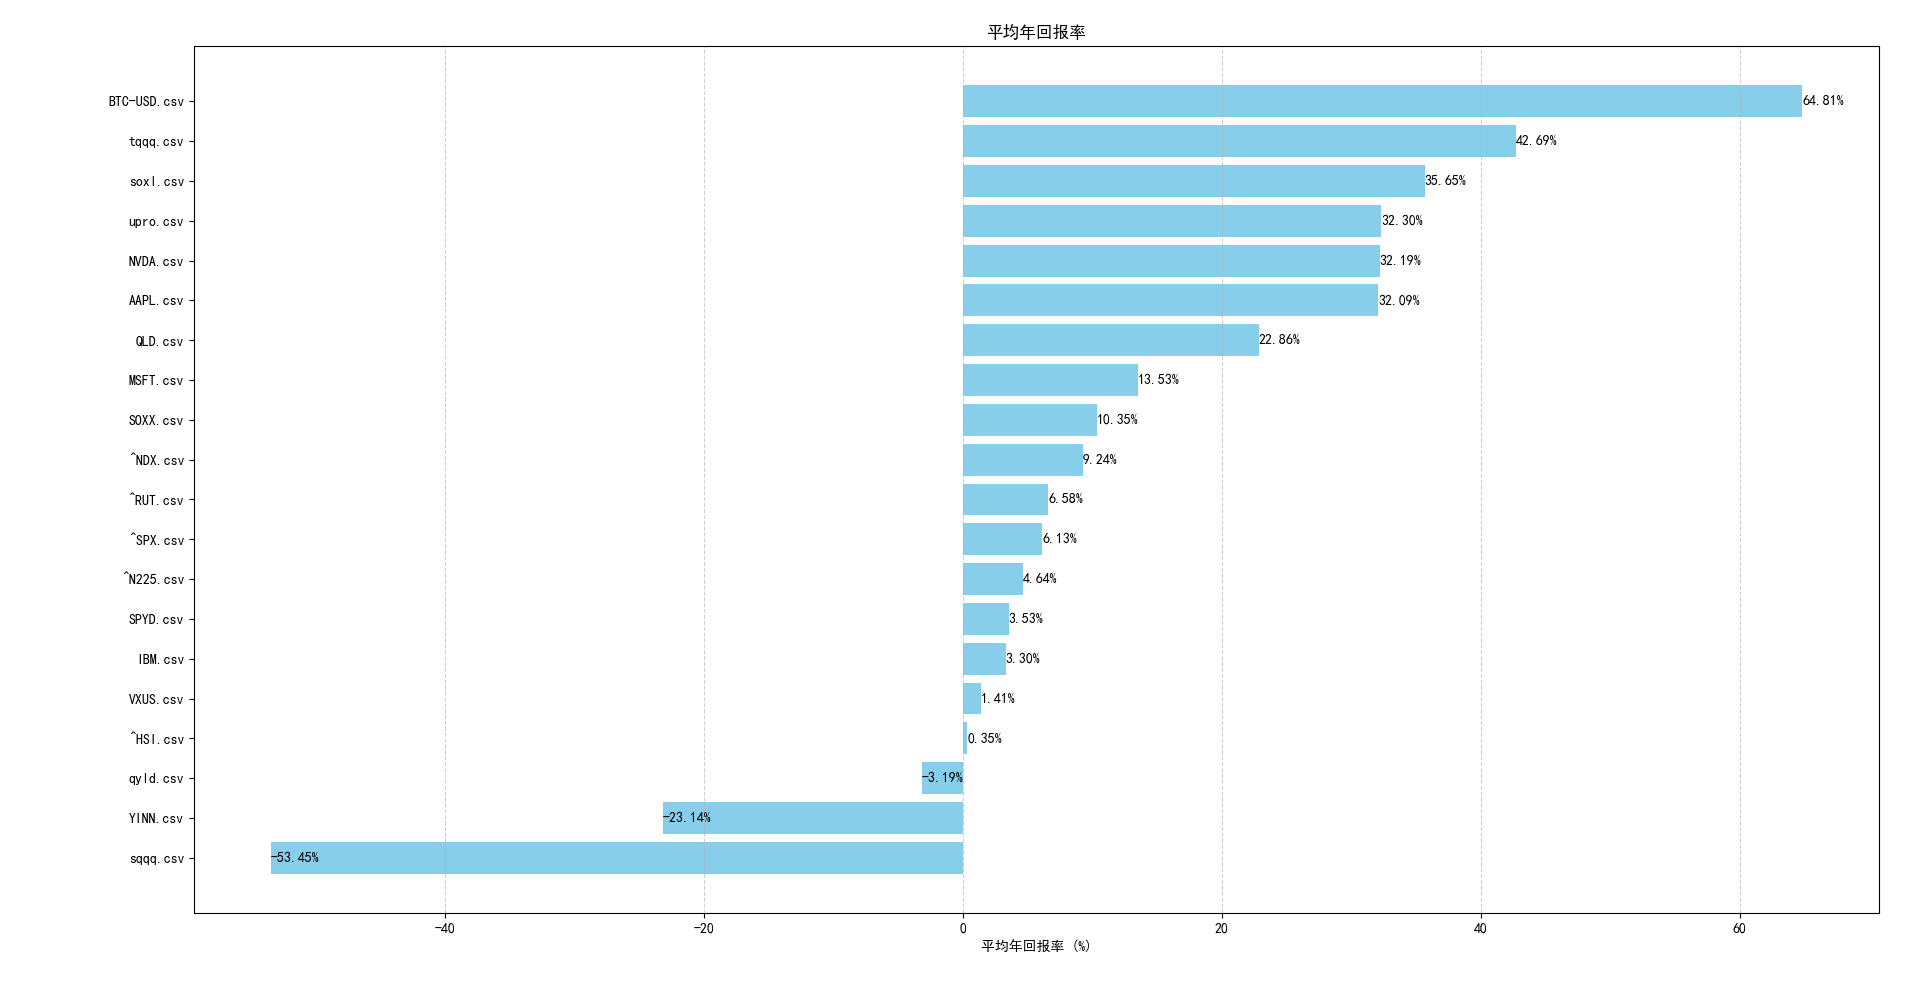 平均年回报率
BTC-USD.csv 64.81%
tqqq.csv 42.69%
soxl.csv 35.65%
upro.csv 32.30%
NVDA.csv 32.19%
AAPL.csv 32.09%
QLD.csv 22.86%
MSFT.csv 13.53%
SOXX.csv 10.35%
^NDX.csv 9.24%
^RUT.csv 6.58%
^SPX.csv 6.13%
^N225.csv 4.64%
SPYD.csv 3.53%
IBM.csv 3.30%
VXUS.csv 1.41%
^HSI.csv 0.35%
qyld.csv -3.19%
YINN.csv -23.14%
sqqq.csv -53.45%
-40 -20 0 20 40 60
平均年回报率 (%)